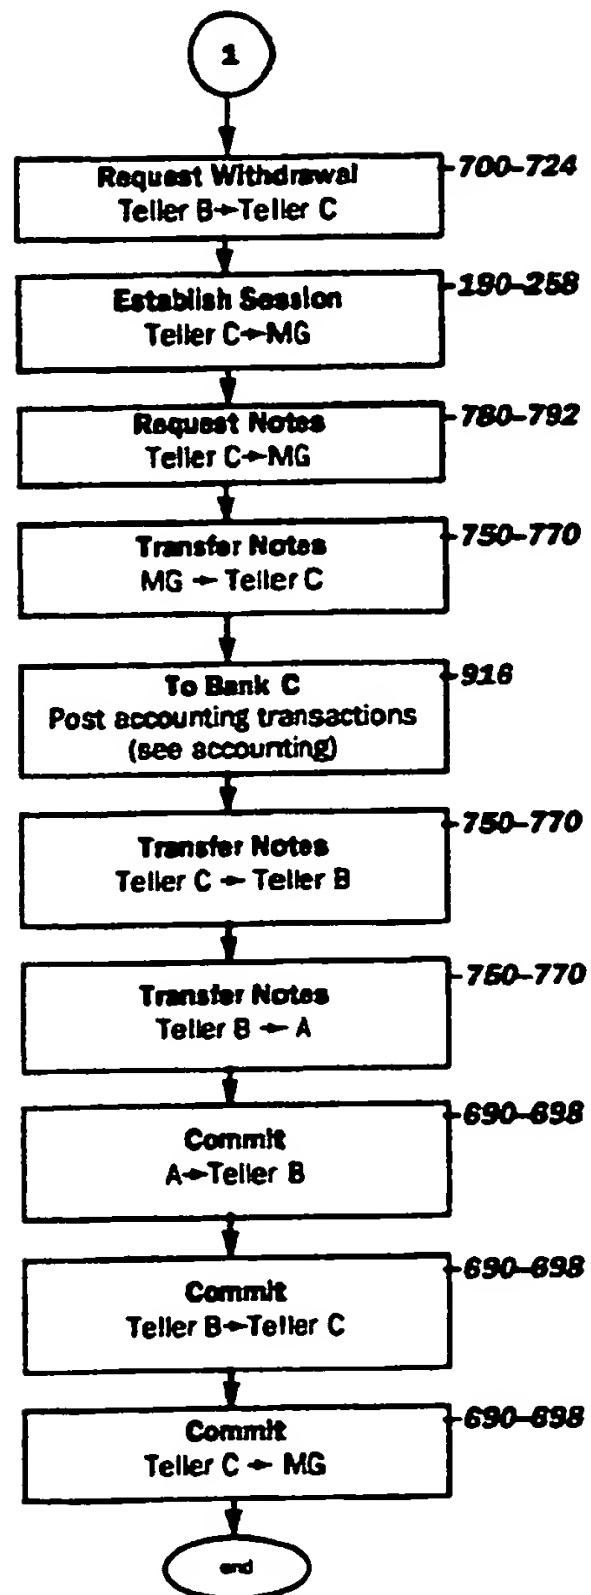 1
Request Withdrawal
Teller B→Teller C
700-724
Establish Session
Teller C→MG
190-258
Request Notes
Teller C→MG
780-792
Transfer Notes
MG → Teller C
750-770
To Bank C
Post accounting transactions
(see accounting)
916
Transfer Notes
Teller C → Teller B
750-770
Transfer Notes
Teller B → A
750-770
Commit
A→Teller B
690-698
Commit
Teller B→Teller C
690-698
Commit
Teller C → MG
690-698
end